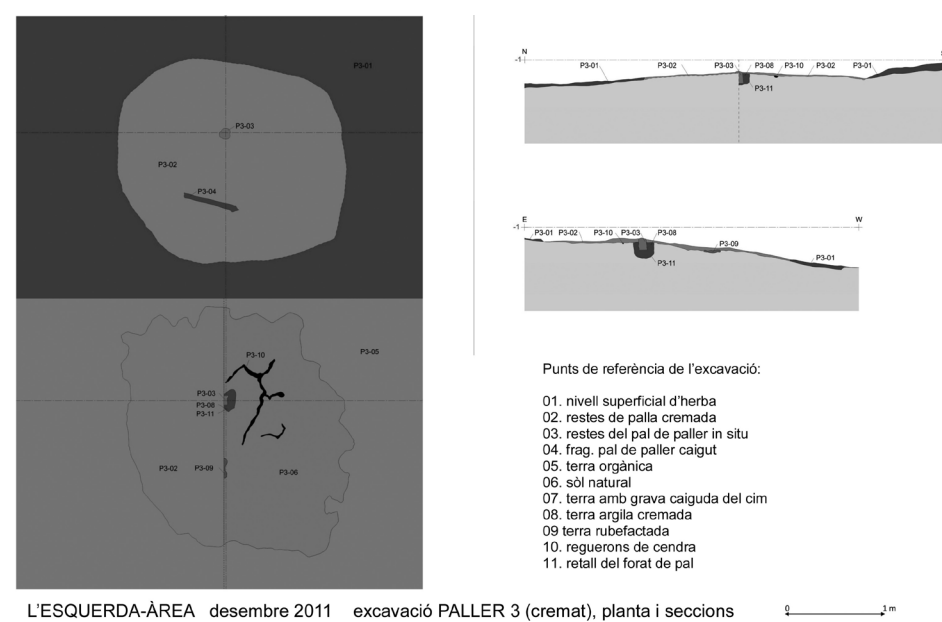 P3-01
P3-03
P3-02
P3-04
P3-10
P3-05
P3-03
P3-08
P3-11
P3-02
P3-09
P3-06
N
-1
P3-01
P3-02
P3-03
P3-08
P3-10
P3-02
P3-01
P3-11
E
W
-1
P3-01
P3-02
P3-10
P3-03
P3-08
P3-09
P3-11
P3-01
Punts de referència de l'excavació:
01. nivell superficial d'herba
02. restes de palla cremada
03. restes del pal de paller in situ
04. frag. pal de paller caigut
05. terra orgànica
06. sòl natural
07. terra amb grava caiguda del cim
08. terra argila cremada
09 terra rubefactada
10. reguerons de cendra
11. retall del forat de pal
L'ESQUERDA-ÀREA desembre 2011 excavació PALLER 3 (cremat), planta i seccions
0 1 m